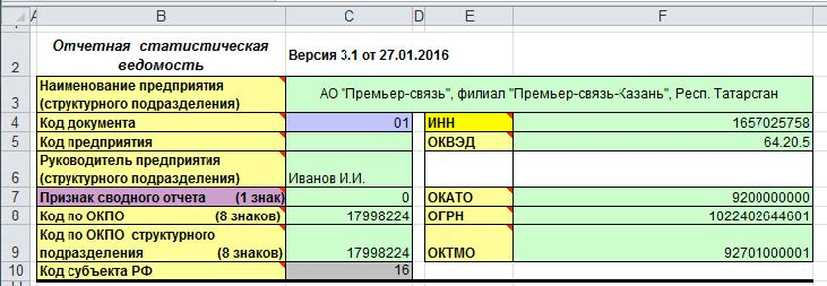 A B C D E F
2 Отчетная статистическая Версия 3.1 от 27.01.2016
ведомость
Наименование предприятия
3 (структурного подразделения) АО "Премьер-связь", филиал "Премьер-связь-Казань", Респ. Татарстан
4 Код документа 01 ИНН 1657025758
5 Код предприятия ОКВЭД 64.20.5
Руководитель предприятия
6 (структурного подразделения) Иванов И.И.
7 Признак сводного отчета (1 знак) 0 ОКАТО 9200000000
8 Код по ОКПО (8 знаков) 17998224 ОГРН 1022402644601
Код по ОКПО структурного
9 подразделения (8 знаков) 17998224 ОКТМО 92701000001
10 Код субъекта РФ 16